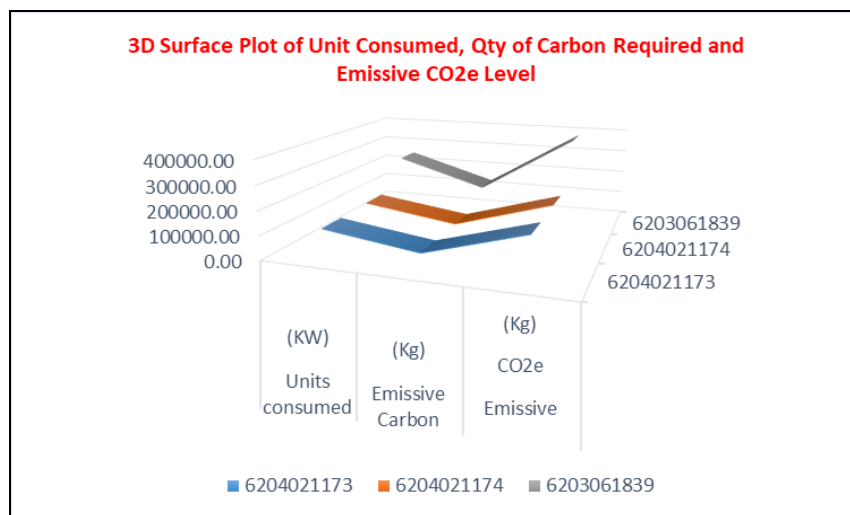 3D Surface Plot of Unit Consumed, Qty of Carbon Required and
Emissive CO2e Level
400000.00
300000.00
200000.00
100000.00
0.00
6203061839
6204021174
6204021173
(KW)
Units
consumed
(Kg)
Emissive
Carbon
(Kg)
CO2e
Emissive
6204021173 6204021174 6203061839